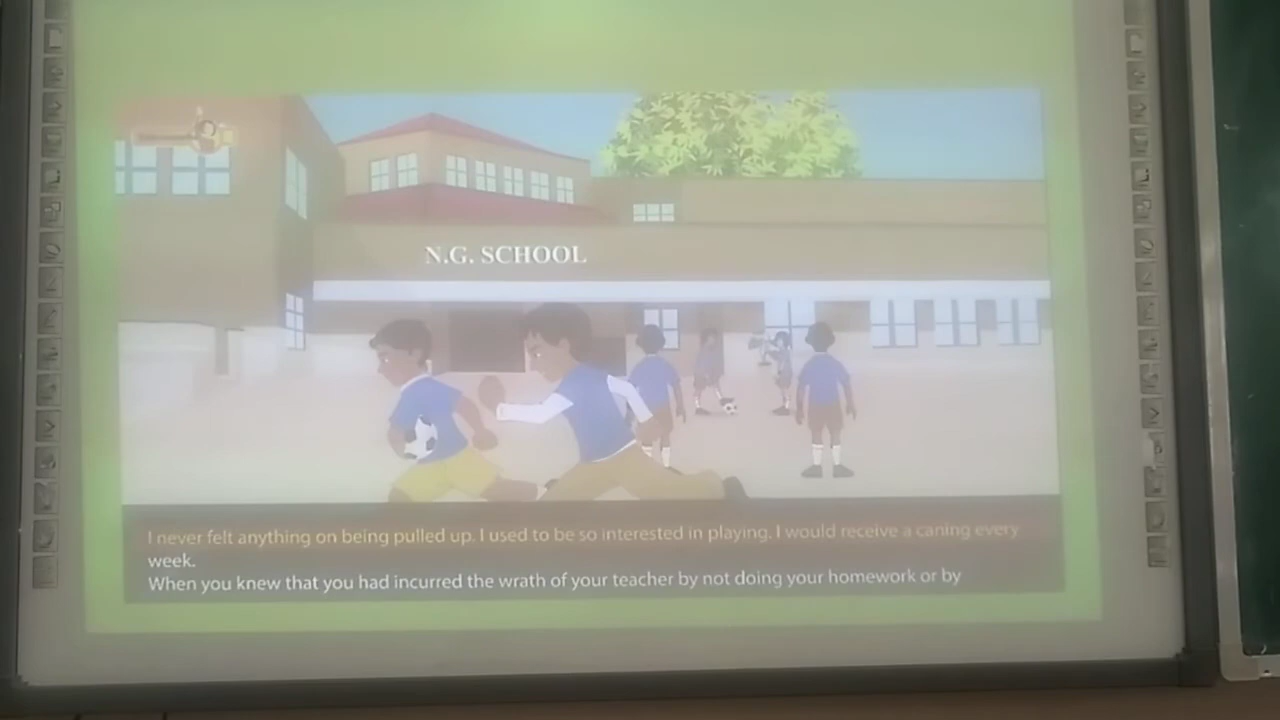 N.G. SCHOOL
I never felt anything on being pulled up. I used to be so interested in playing. I would receive a caning every
week.
When you knew that you had incurred the wrath of your teacher by not doing your homework or by